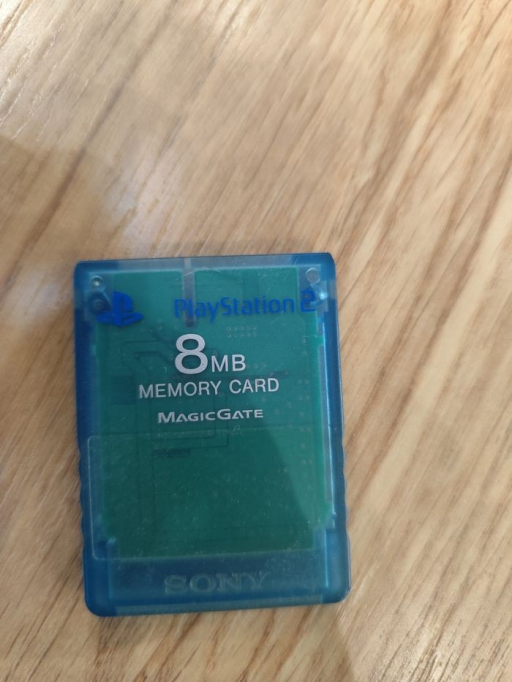 PlayStation 2
8MB
MEMORY CARD
MAGICGATE
SONY